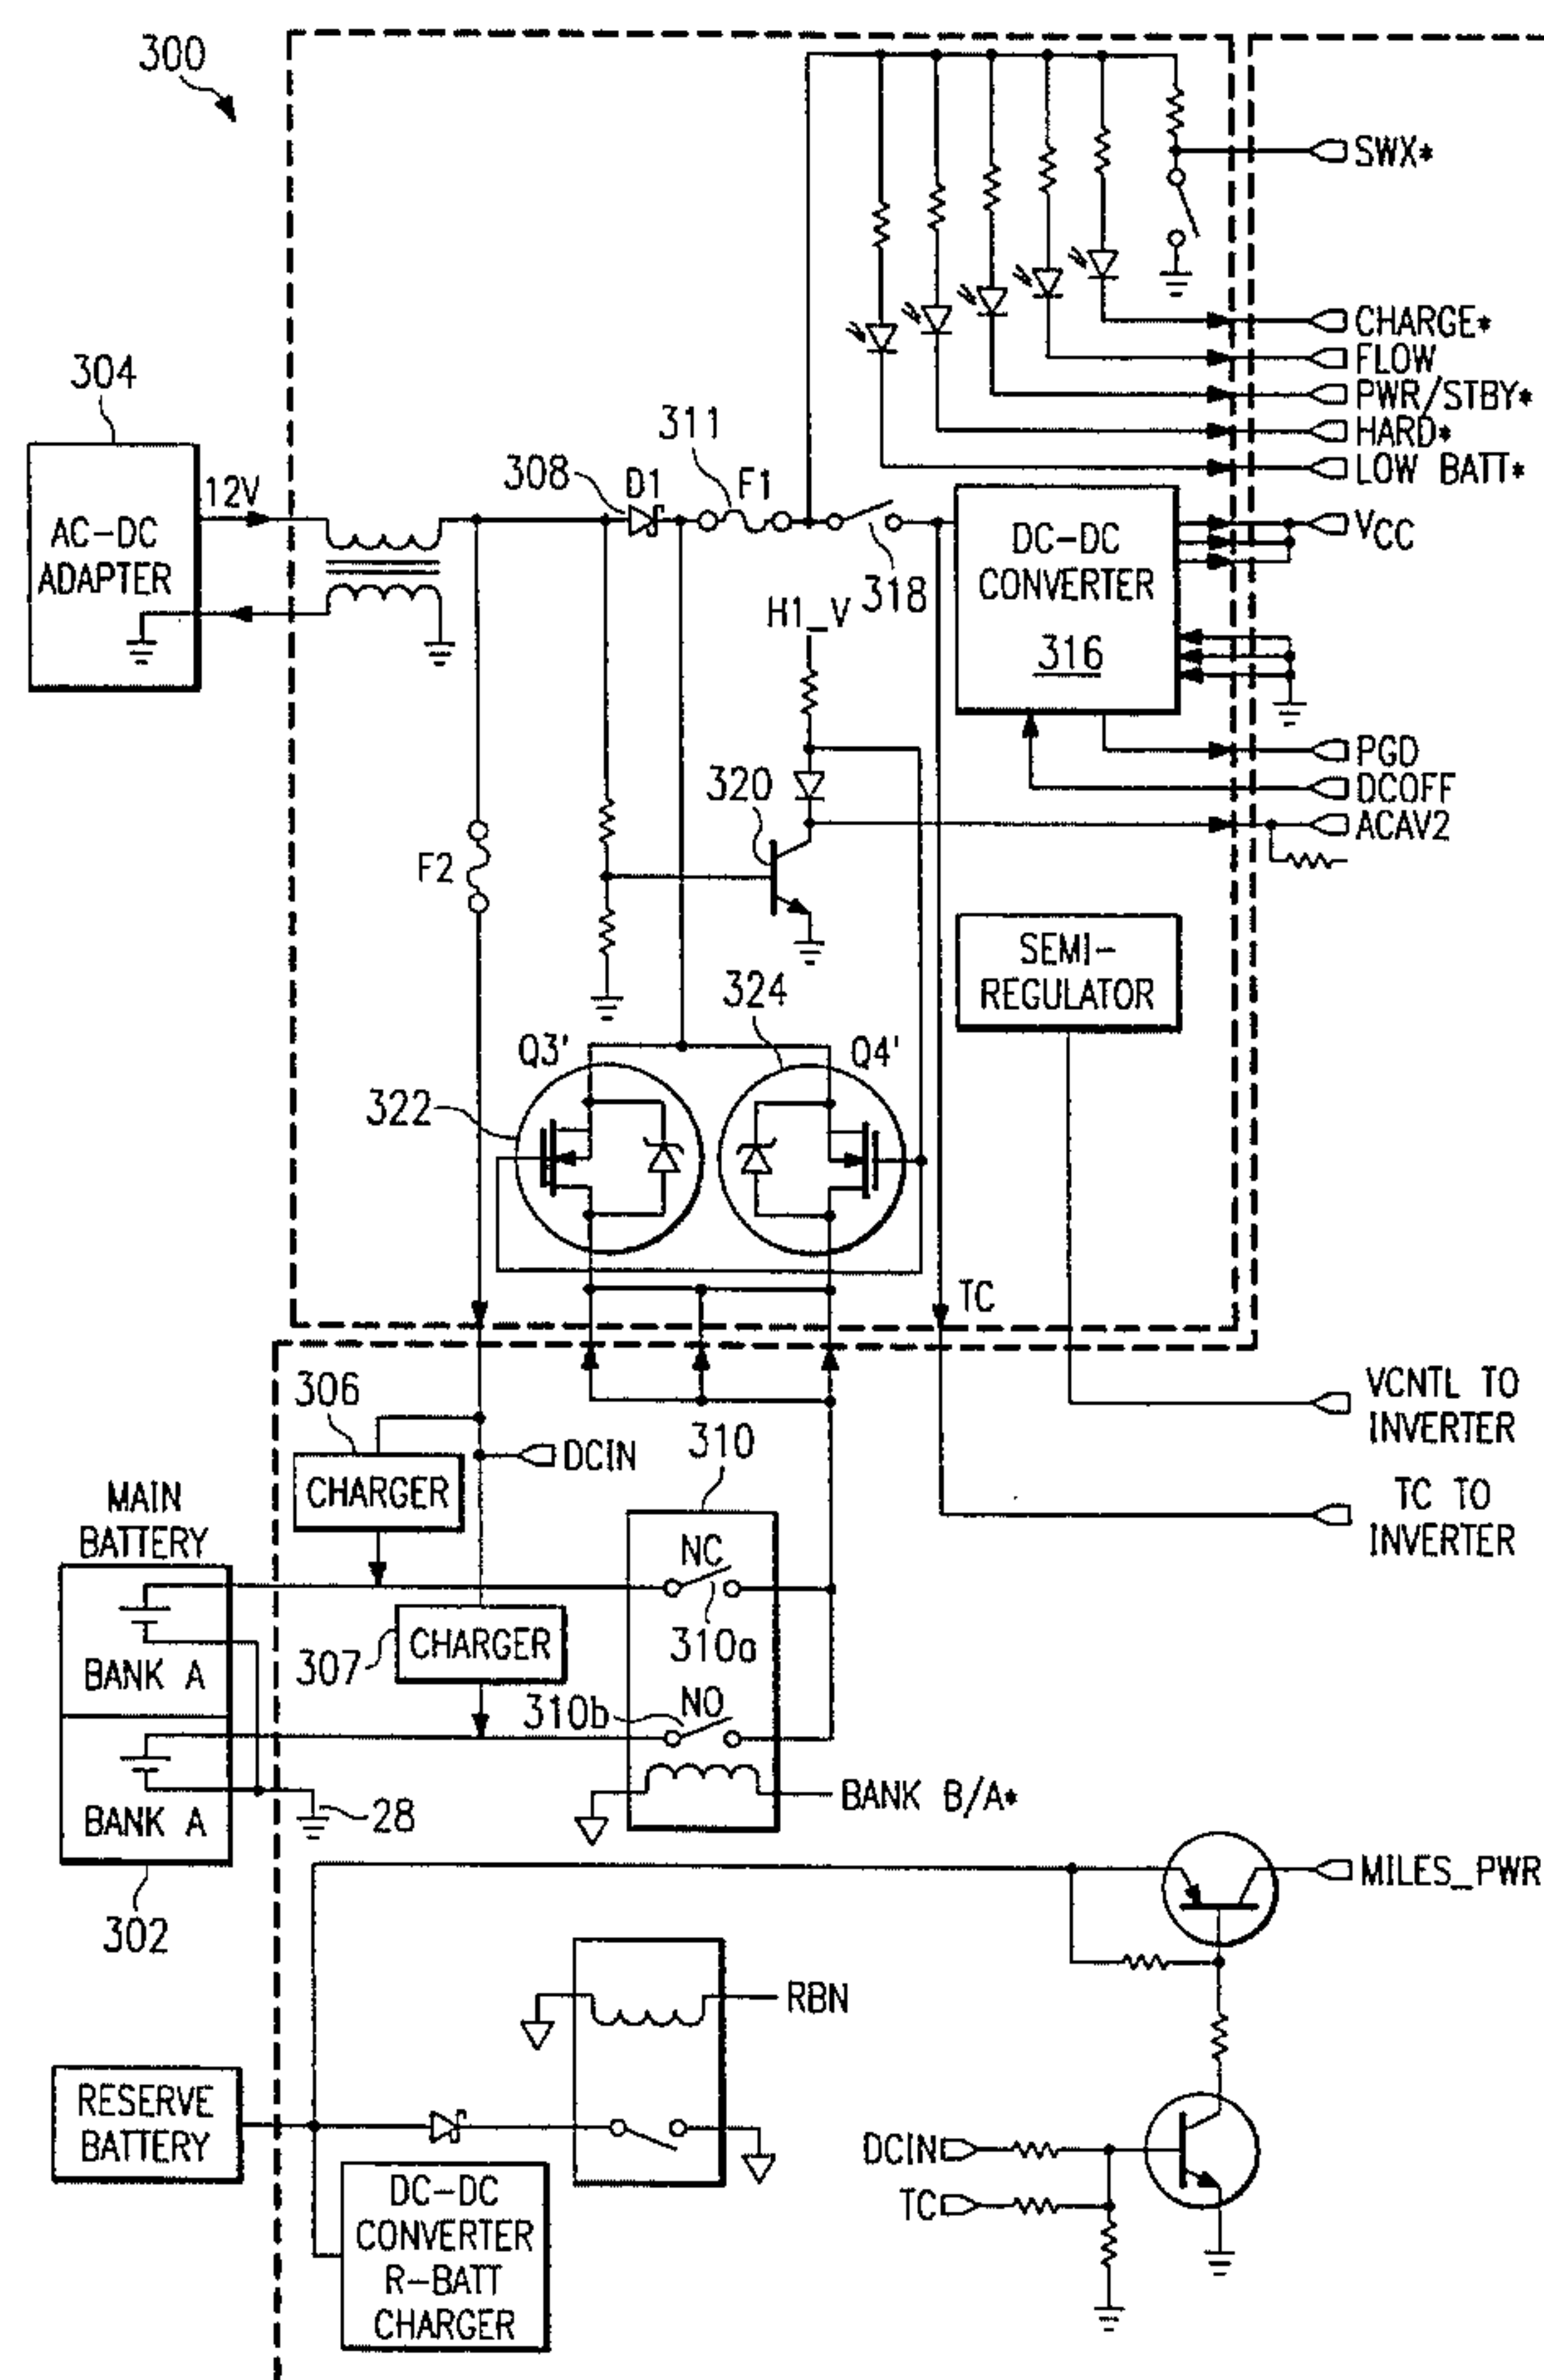 300
SWX*
CHARGE*
FLOW
PWR/STBY*
HARD*
LOW BATT*
304
311
308
D1
F1
12V
AC-DC
ADAPTER
318
DC-DC
CONVERTER
316
VCC
H1_V
PGD
DCOFF
ACAV2
320
F2
SEMI-
REGULATOR
324
Q3'
Q4'
322
TC
306
310
VCNTL TO
INVERTER
CHARGER
DCIN
TC TO
INVERTER
MAIN
BATTERY
NC
310a
BANK A
307
CHARGER
310b
NO
BANK A
28
BANK B/A*
302
MILES_PWR
RBN
RESERVE
BATTERY
DCIN
TC
DC-DC
CONVERTER
R-BATT
CHARGER